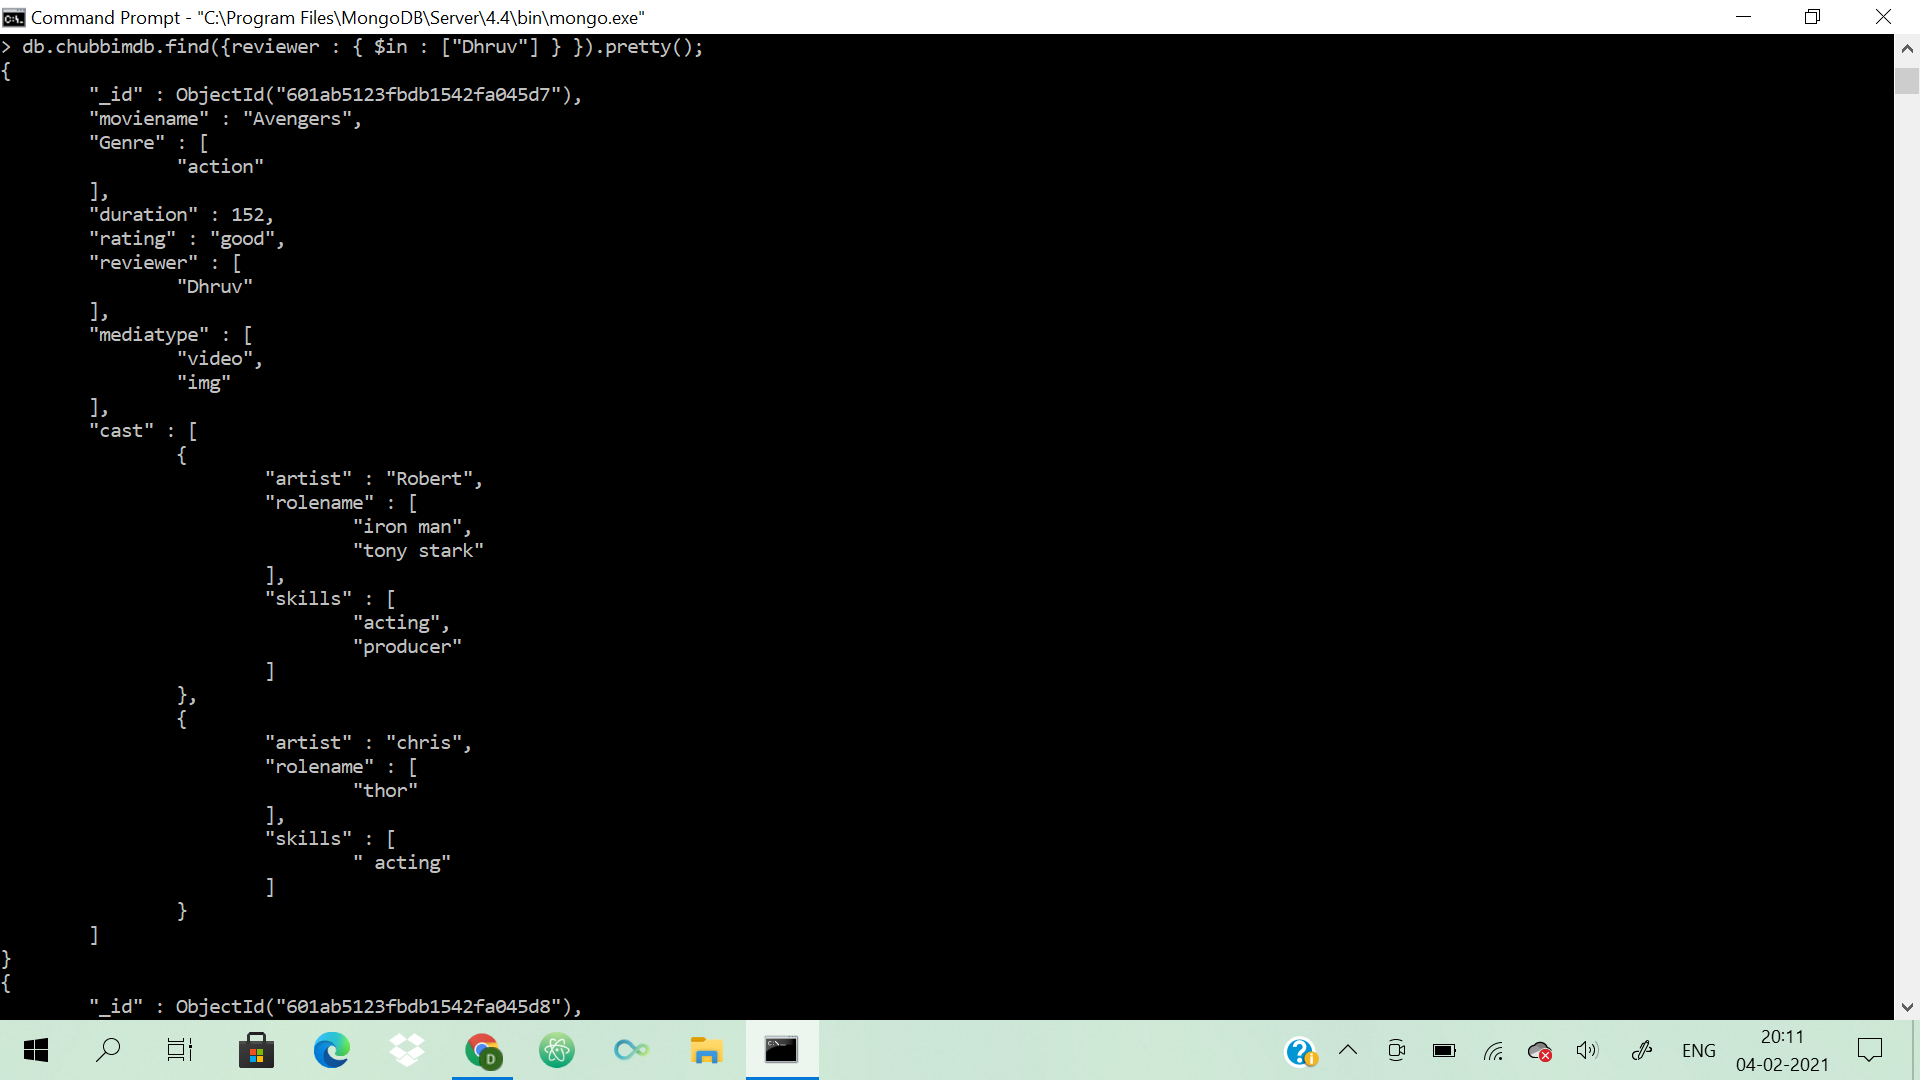 Command Prompt - "C:\Program Files\MongoDB\Server\4.4\bin\mongo.exe"
> db.chubbimdb.find({reviewer : { $in : ["Dhruv"] } }).pretty();
{
        "_id" : ObjectId("601ab5123fbdb1542fa045d7"),
        "moviename" : "Avengers",
        "Genre" : [
                "action"
        ],
        "duration" : 152,
        "rating" : "good",
        "reviewer" : [
                "Dhruv"
        ],
        "mediatype" : [
                "video",
                "img"
        ],
        "cast" : [
                {
                        "artist" : "Robert",
                        "rolename" : [
                                "iron man",
                                "tony stark"
                        ],
                        "skills" : [
                                "acting",
                                "producer"
                        ]
                },
                {
                        "artist" : "chris",
                        "rolename" : [
                                "thor"
                        ],
                        "skills" : [
                                " acting"
                        ]
                }
        ]
}
{
        "_id" : ObjectId("601ab5123fbdb1542fa045d8"),
D
ENG
20:11
04-02-2021